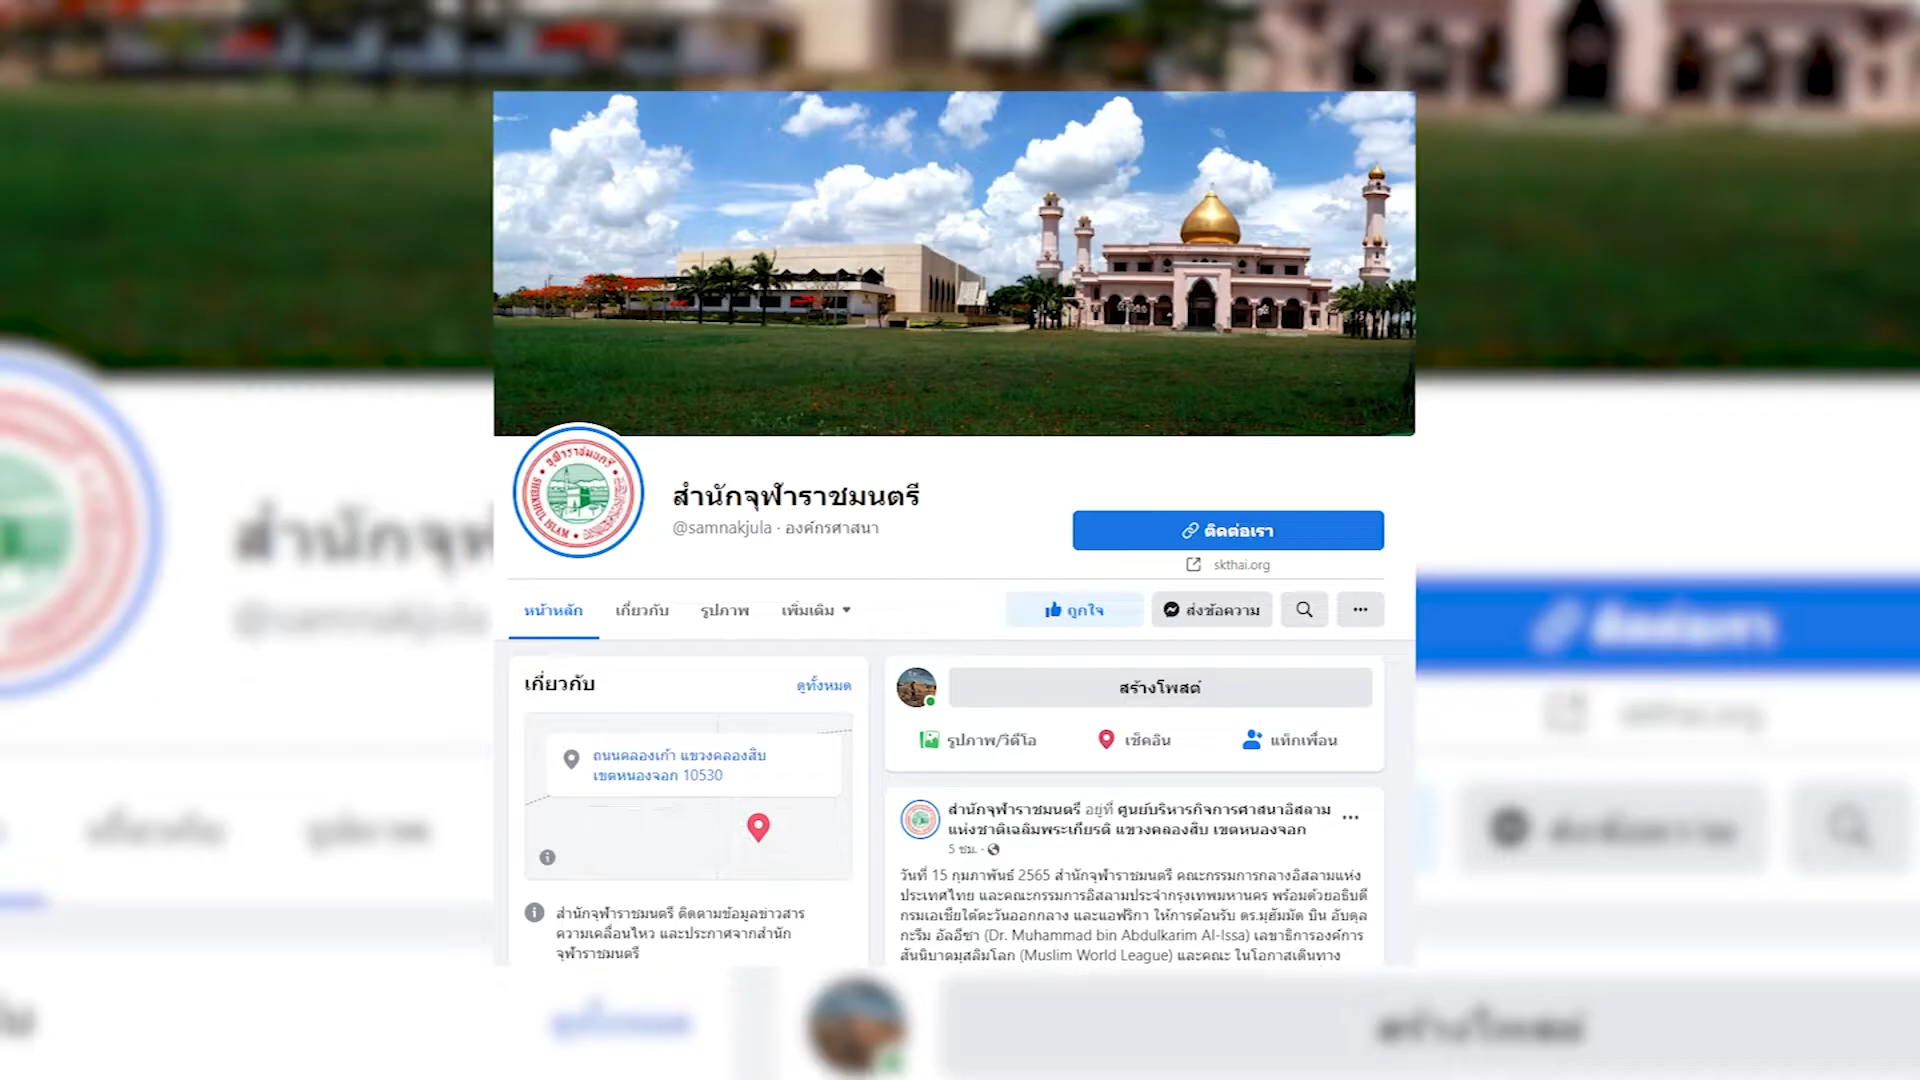 จุฬาราชมนตรี
SHEIKHUL ISLAM
สำนักจุฬาราชมนตรี
@samnakjula · องค์กรศาสนา
ติดต่อเรา
skthai.org
หน้าหลัก เกี่ยวกับ รูปภาพ เพิ่มเติม
ถูกใจ ส่งข้อความ
เกี่ยวกับ ดูทั้งหมด
ถนนคลองเก้า แขวงคลองสิบ
เขตหนองจอก 10530
สำนักจุฬาราชมนตรี ติดตามข้อมูลข่าวสาร
ความเคลื่อนไหว และประกาศจากสำนัก
จุฬาราชมนตรี
สร้างโพสต์
รูปภาพ/วิดีโอ เช็คอิน แท็กเพื่อน
สำนักจุฬาราชมนตรี อยู่ที่ ศูนย์บริหารกิจการศาสนาอิสลาม
แห่งชาติเฉลิมพระเกียรติ แขวงคลองสิบ เขตหนองจอก
5 ชม. ·
วันที่ 15 กุมภาพันธ์ 2565 สำนักจุฬาราชมนตรี คณะกรรมการกลางอิสลามแห่ง
ประเทศไทย และคณะกรรมการอิสลามประจำกรุงเทพมหานคร พร้อมด้วยอธิบดี
กรมเอเชียใต้ตะวันออกกลาง และแอฟริกา ให้การต้อนรับ ดร.มุฮัมมัด บิน อับดุล
กะรีม อัลอีซา (Dr. Muhammad bin Abdulkarim Al-Issa) เลขาธิการองค์การ
สันนิบาตมุสลิมโลก (Muslim World League) และคณะ ในโอกาสเดินทาง